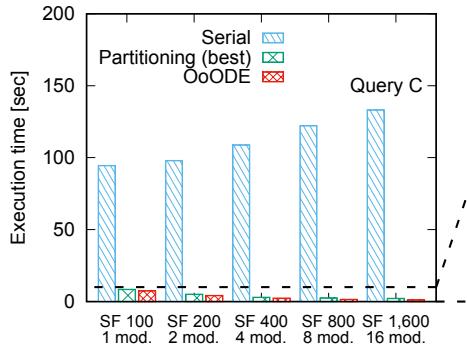 200
150
100
50
0
Execution time [sec]
Serial
Partitioning (best)
OoODE
Query C
SF 100 SF 200 SF 400 SF 800 SF 1,600
1 mod. 2 mod. 4 mod. 8 mod. 16 mod.